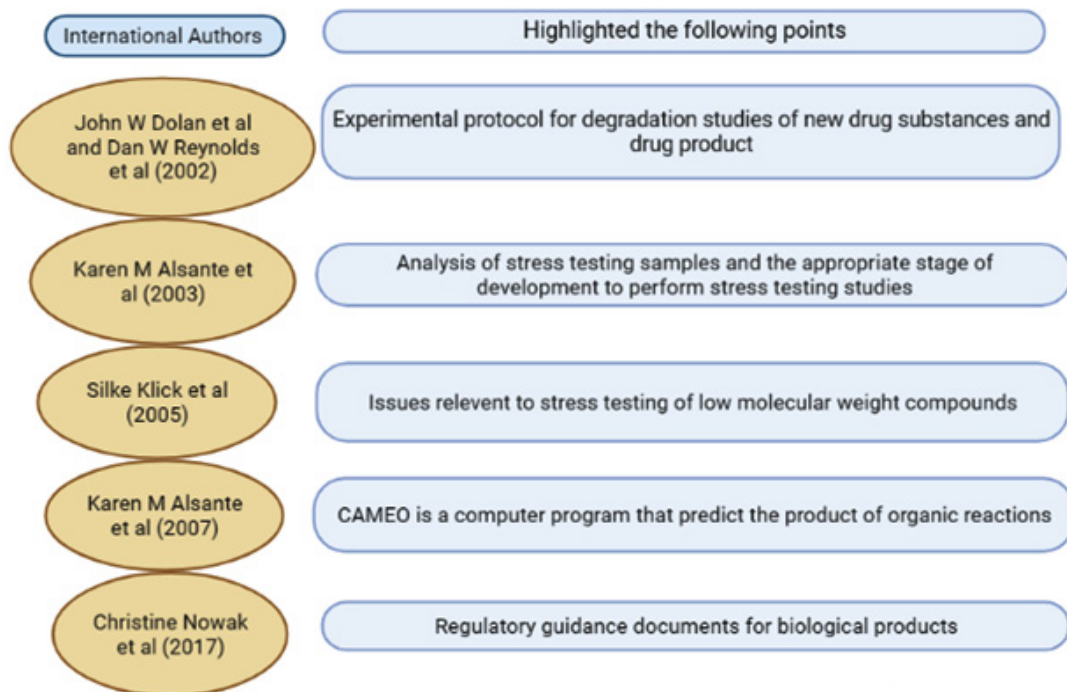 International Authors
Highlighted the following points
John W Dolan et al
and Dan W Reynolds
et al (2002)
Experimental protocol for degradation studies of new drug substances and
drug product
Karen M Alsante et
al (2003)
Analysis of stress testing samples and the appropriate stage of
development to perform stress testing studies
Silke Klick et al
(2005)
Issues relevent to stress testing of low molecular weight compounds
Karen M Alsante
et al (2007)
CAMEO is a computer program that predict the product of organic reactions
Christine Nowak
et al (2017)
Regulatory guidance documents for biological products